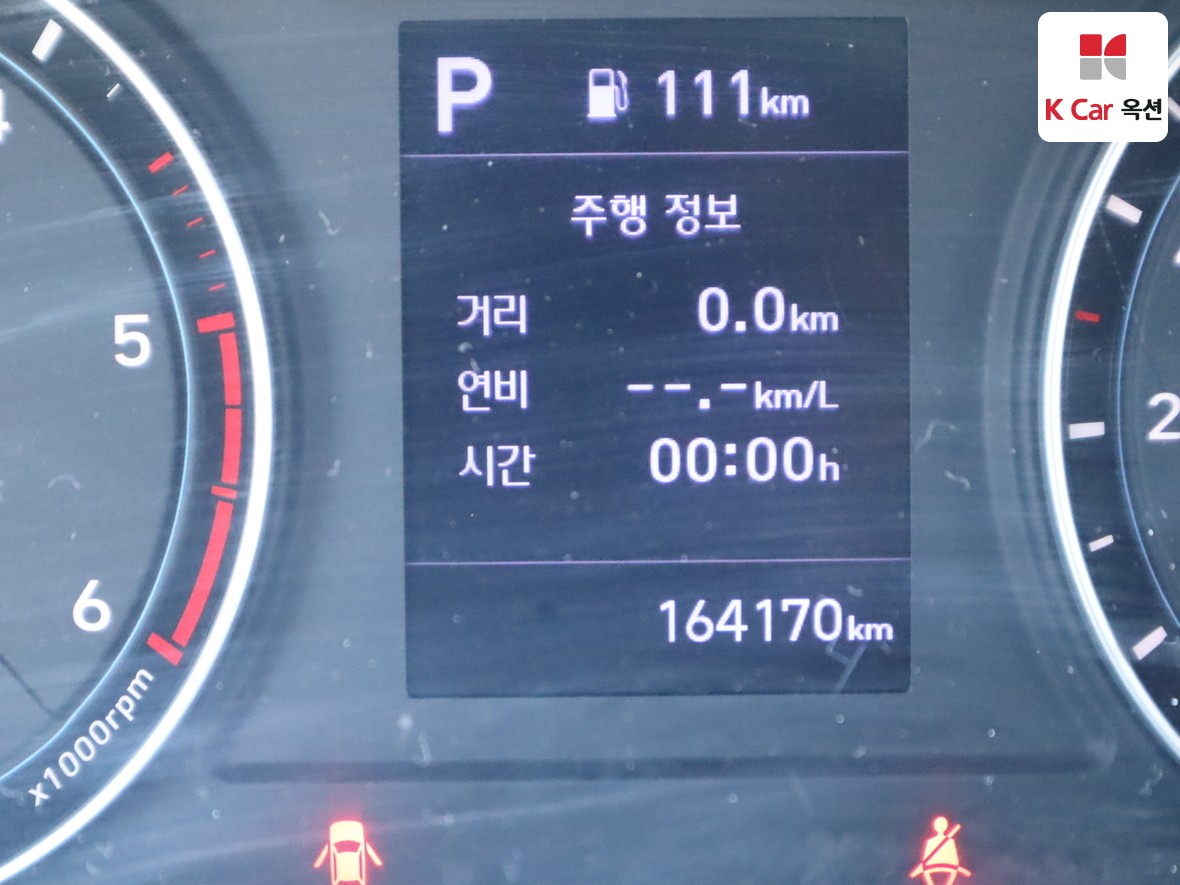 K Car 옥션
P 111km
주행 정보
거리 0.0km
연비 --.-km/L
시간 00:00h
164170km
5
6
x1000rpm
2